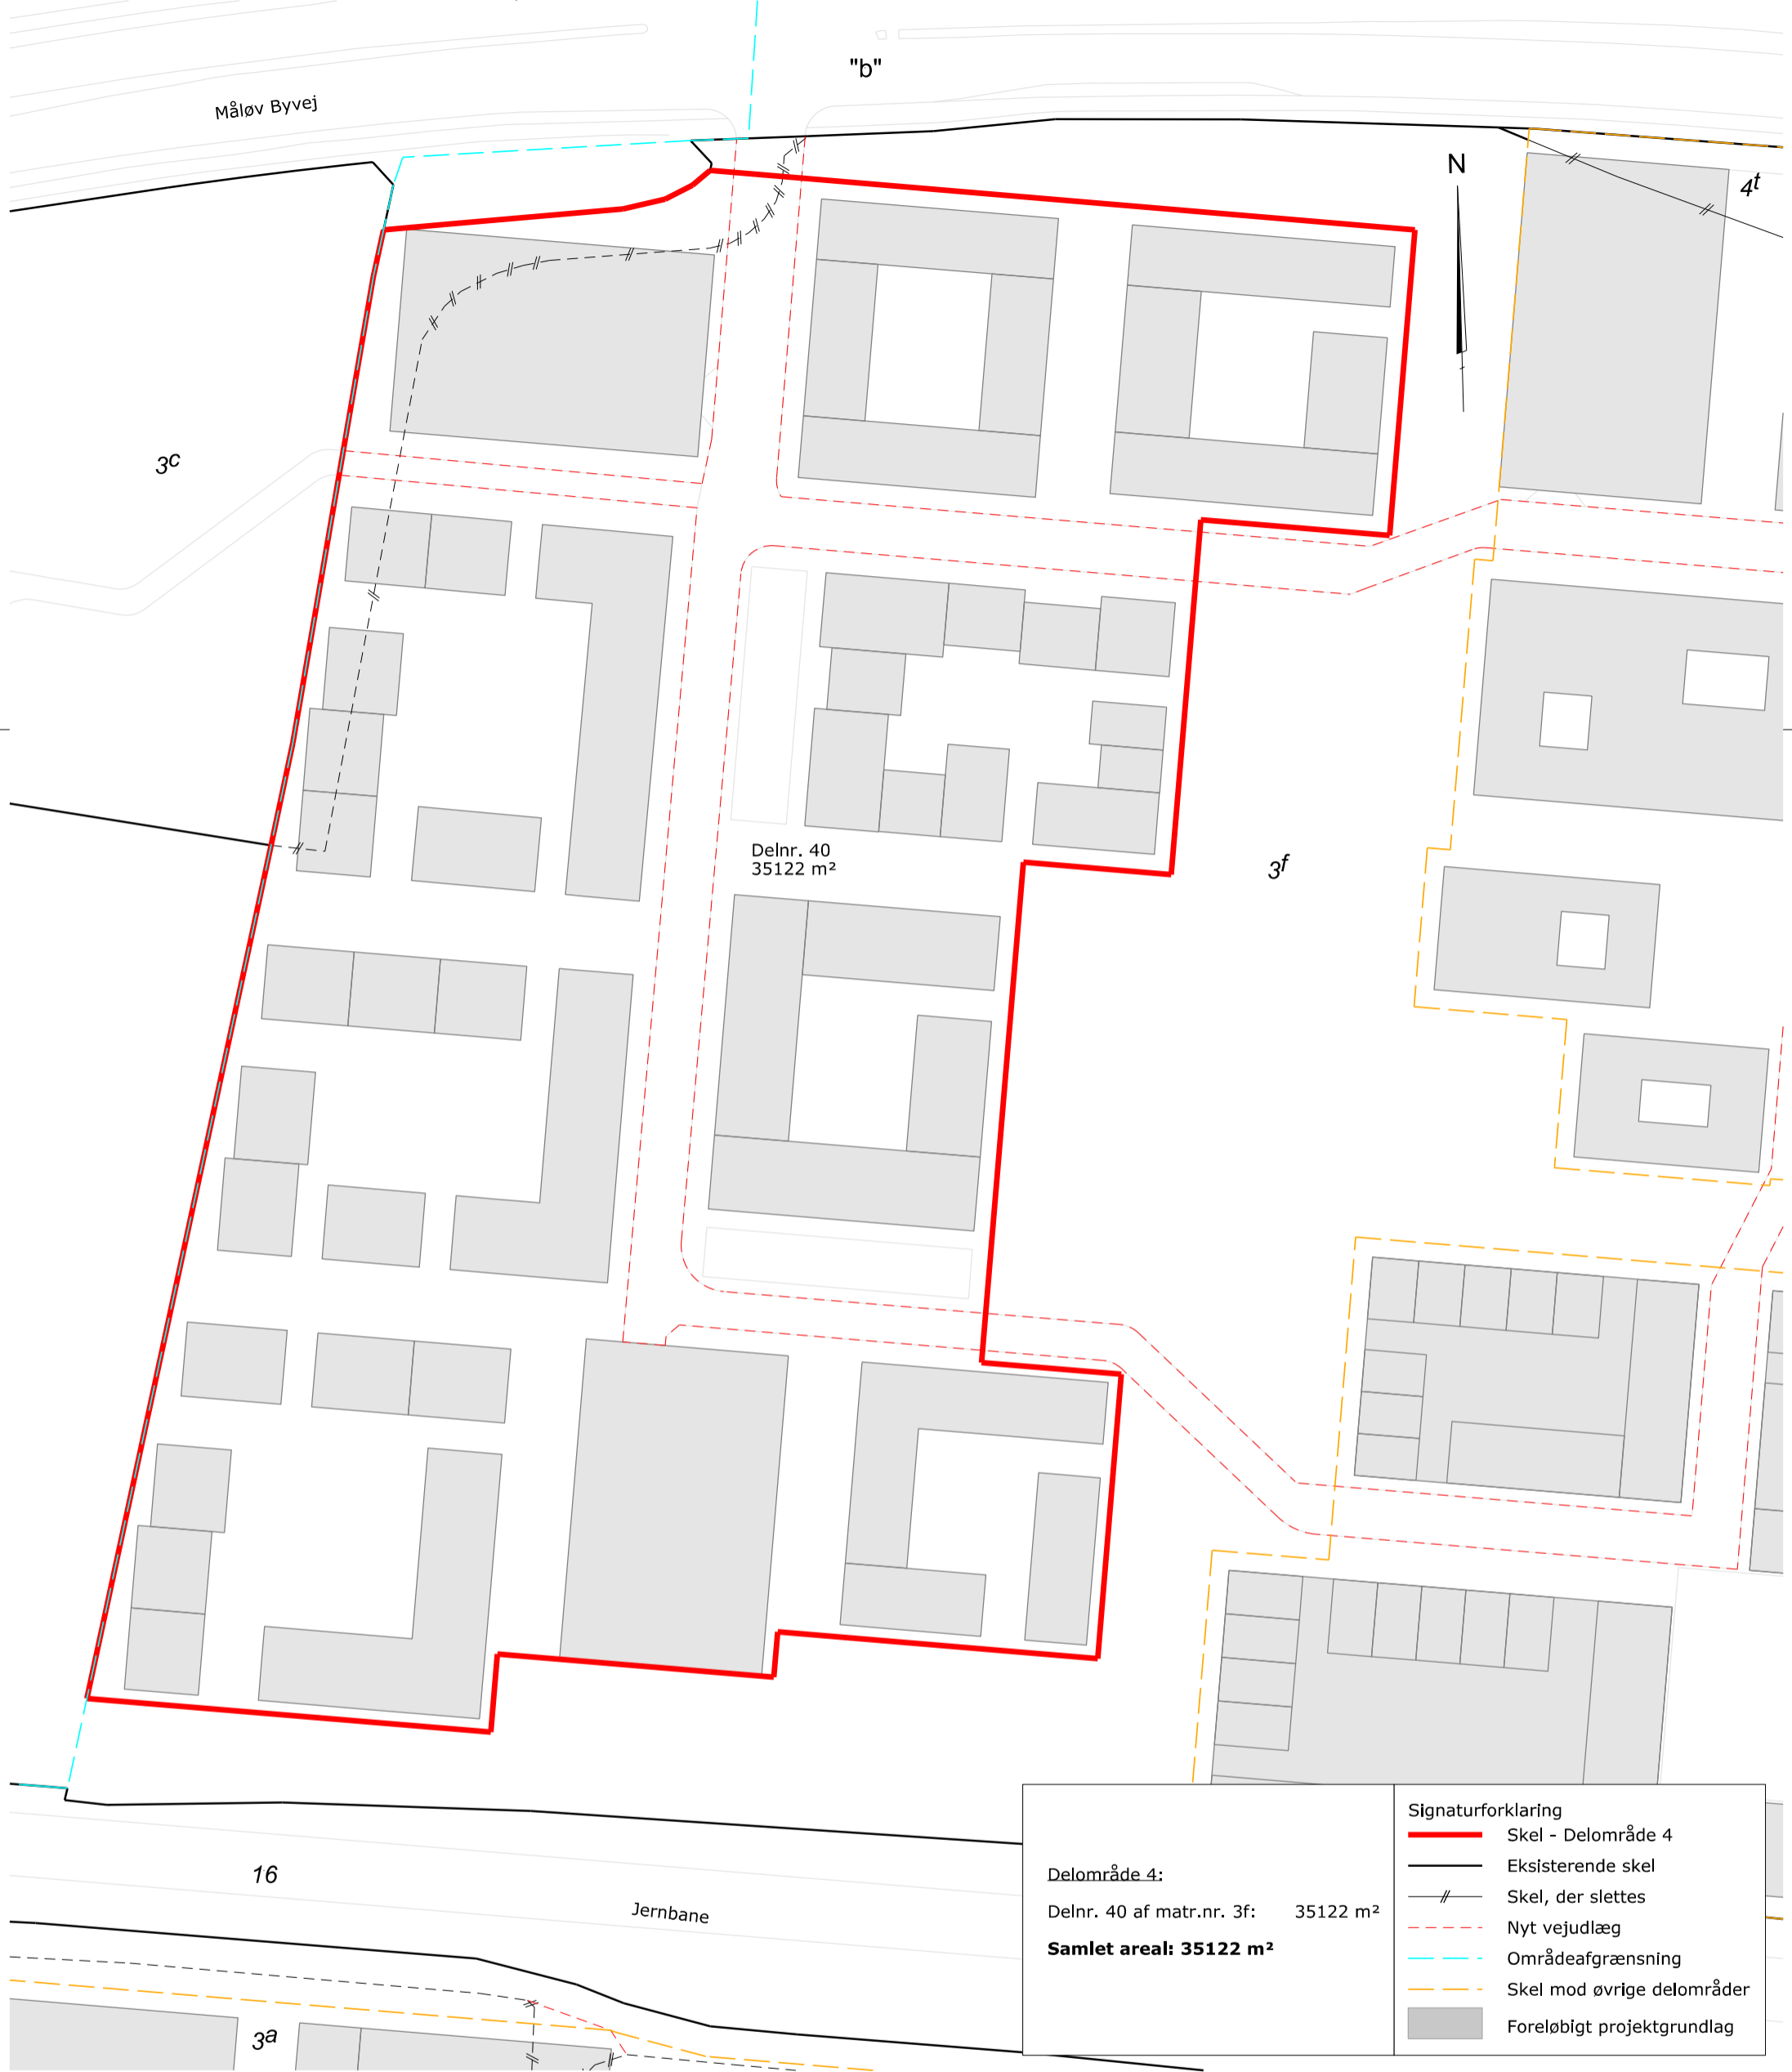 "b"
Måløv Byvej
N
4t
3c
Delnr. 40
35122 m²
3f
Signaturforklaring
Skel - Delområde 4
Eksisterende skel
Skel, der slettes
Nyt vejudlæg
Områdeafgrænsning
Skel mod øvrige delområder
Foreløbigt projektgrundlag
Delområde 4:
Delnr. 40 af matr.nr. 3f: 35122 m²
Samlet areal: 35122 m²
16
Jernbane
3a